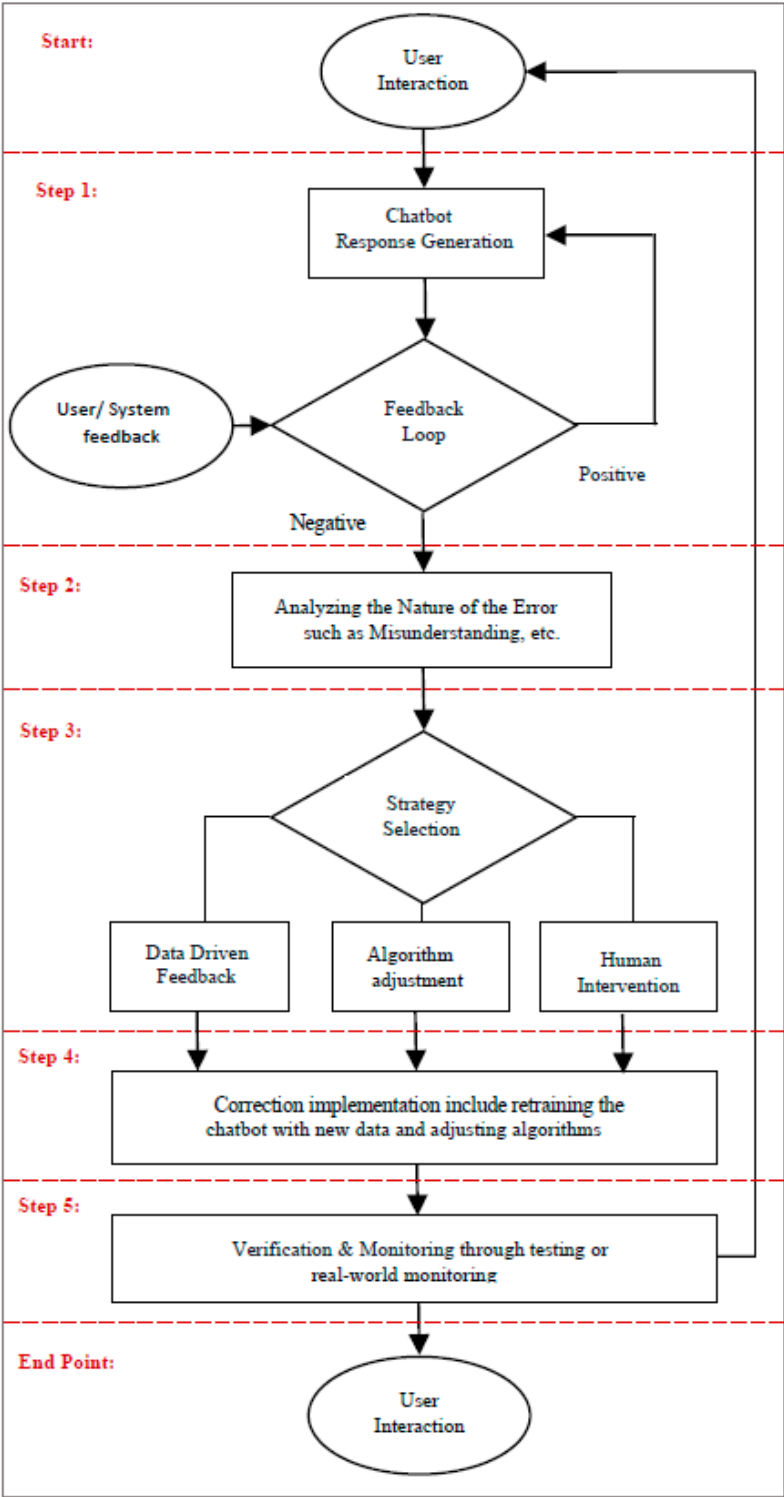 Start:
User
Interaction
Step 1:
Chatbot
Response Generation
User/ System
feedback
Feedback
Loop
Positive
Negative
Step 2:
Analyzing the Nature of the Error
such as Misunderstanding, etc.
Step 3:
Strategy
Selection
Data Driven
Feedback
Algorithm
adjustment
Human
Intervention
Step 4:
Correction implementation include retraining the
chatbot with new data and adjusting algorithms
Step 5:
Verification & Monitoring through testing or
real-world monitoring
End Point:
User
Interaction